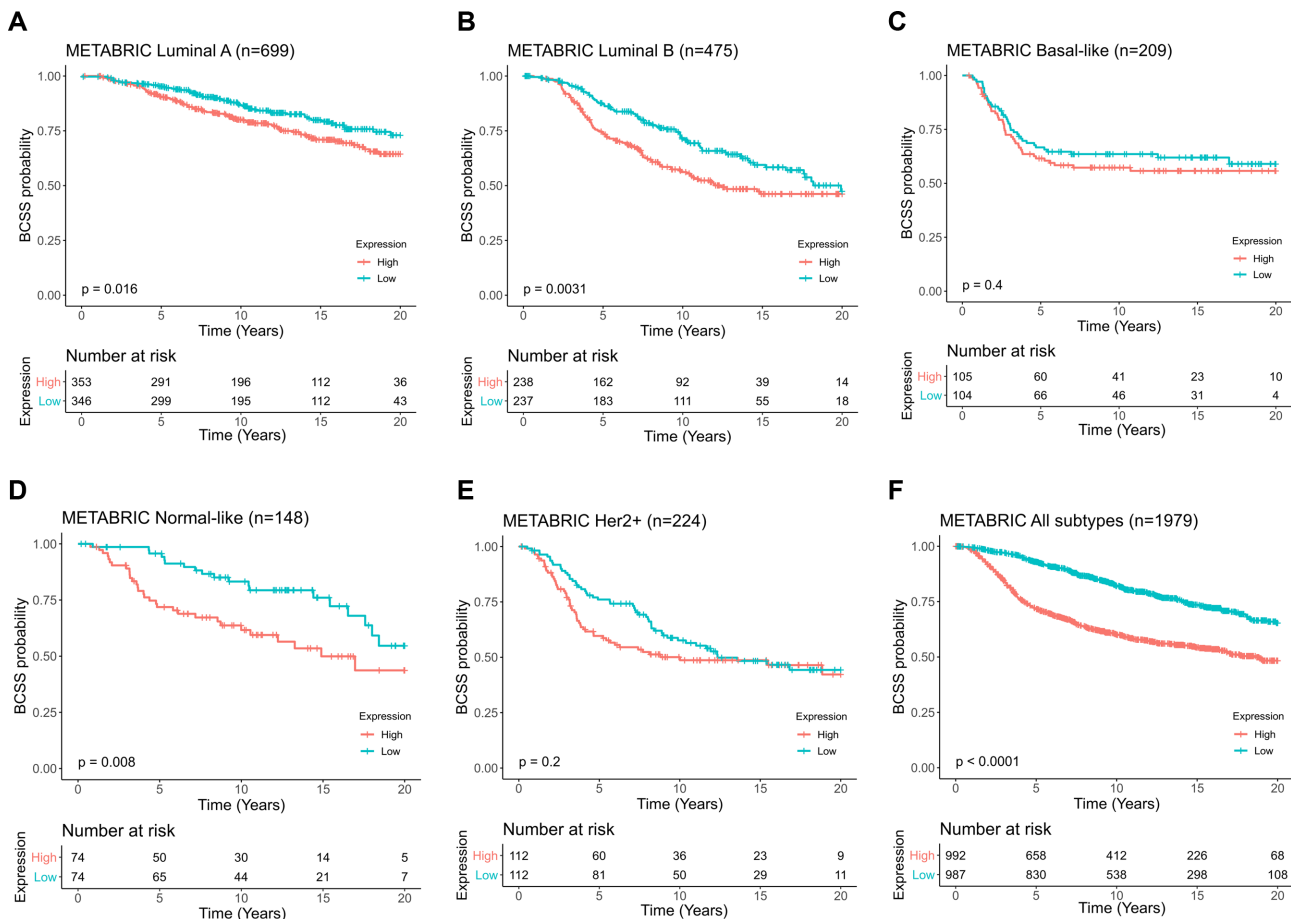 A
METABRIC Luminal A (n=699)
BCSS probability
1.00
0.75
0.50
0.25
0.00
Expression
High
Low
p = 0.016
0 5 10 15 20
Time (Years)
Number at risk
Expression
High 353 291 196 112 36
Low 346 299 195 112 43
0 5 10 15 20
Time (Years)
B
METABRIC Luminal B (n=475)
BCSS probability
1.00
0.75
0.50
0.25
0.00
Expression
High
Low
p = 0.0031
0 5 10 15 20
Time (Years)
Number at risk
Expression
High 238 162 92 39 14
Low 237 183 111 55 18
0 5 10 15 20
Time (Years)
C
METABRIC Basal-like (n=209)
BCSS probability
1.00
0.75
0.50
0.25
0.00
Expression
High
Low
p = 0.4
0 5 10 15 20
Time (Years)
Number at risk
Expression
High 105 60 41 23 10
Low 104 66 46 31 4
0 5 10 15 20
Time (Years)
D
METABRIC Normal-like (n=148)
BCSS probability
1.00
0.75
0.50
0.25
0.00
Expression
High
Low
p = 0.008
0 5 10 15 20
Time (Years)
Number at risk
Expression
High 74 50 30 14 5
Low 74 65 44 21 7
0 5 10 15 20
Time (Years)
E
METABRIC Her2+ (n=224)
BCSS probability
1.00
0.75
0.50
0.25
0.00
Expression
High
Low
p = 0.2
0 5 10 15 20
Time (Years)
Number at risk
Expression
High 112 60 36 23 9
Low 112 81 50 29 11
0 5 10 15 20
Time (Years)
F
METABRIC All subtypes (n=1979)
BCSS probability
1.00
0.75
0.50
0.25
0.00
Expression
High
Low
p < 0.0001
0 5 10 15 20
Time (Years)
Number at risk
Expression
High 992 658 412 226 68
Low 987 830 538 298 108
0 5 10 15 20
Time (Years)